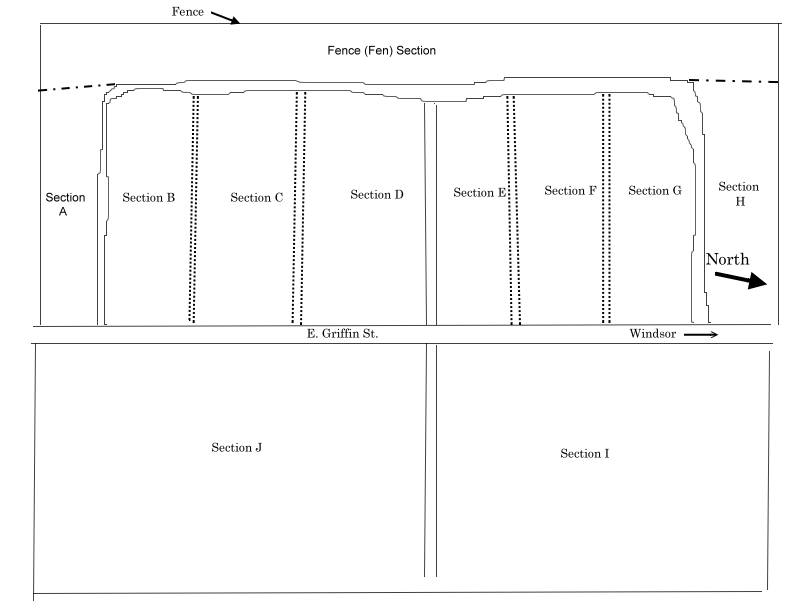 Fence
Fence (Fen) Section
Section
A
Section B
Section C
Section D
Section E
Section F
Section G
Section
H
North
E. Griffin St.
Windsor
Section J
Section I